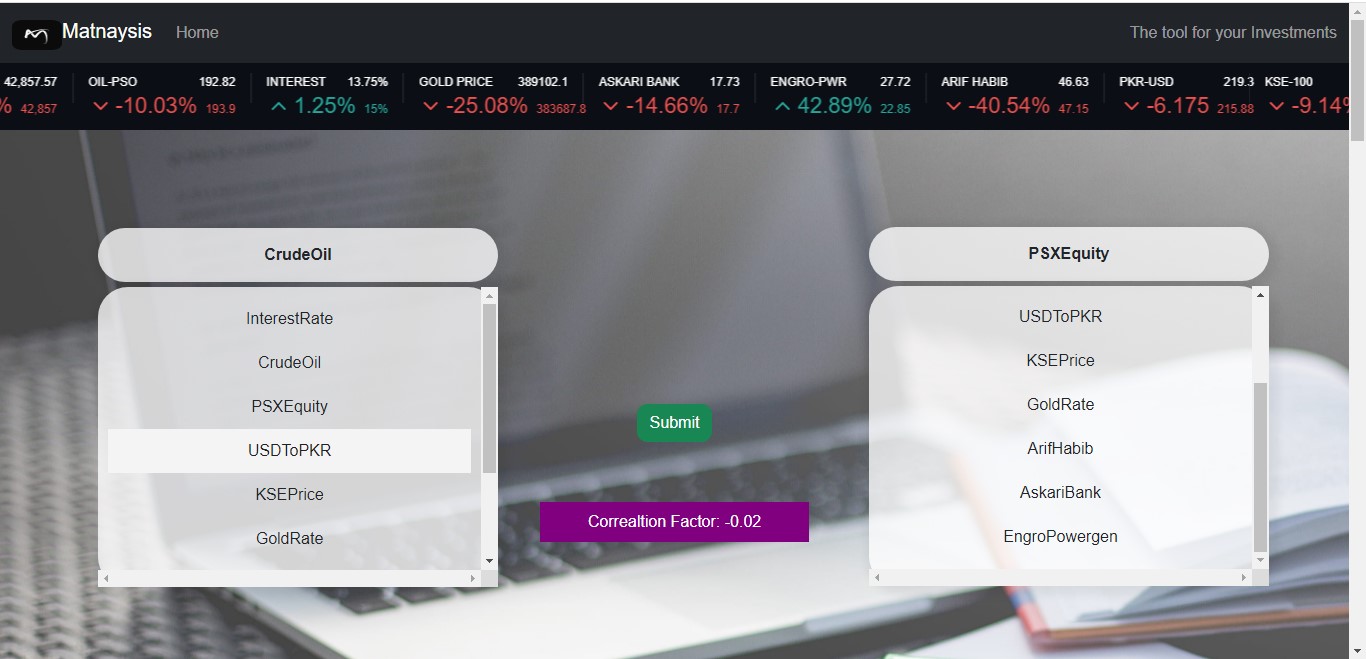 Matnaysis Home The tool for your Investments
42,857.57 OIL-PSO 192.82 INTEREST 13.75% GOLD PRICE 389102.1 ASKARI BANK 17.73 ENGRO-PWR 27.72 ARIF HABIB 46.63 PKR-USD 219.3 KSE-100
% 42,857 -10.03% 193.9 1.25% 15% -25.08% 383687.8 -14.66% 17.7 42.89% 22.85 -40.54% 47.15 -6.175 215.88 -9.14%
CrudeOil
InterestRate
CrudeOil
PSXEquity
USDToPKR
KSEPrice
GoldRate
Submit
Correaltion Factor: -0.02
PSXEquity
USDToPKR
KSEPrice
GoldRate
ArifHabib
AskariBank
EngroPowergen